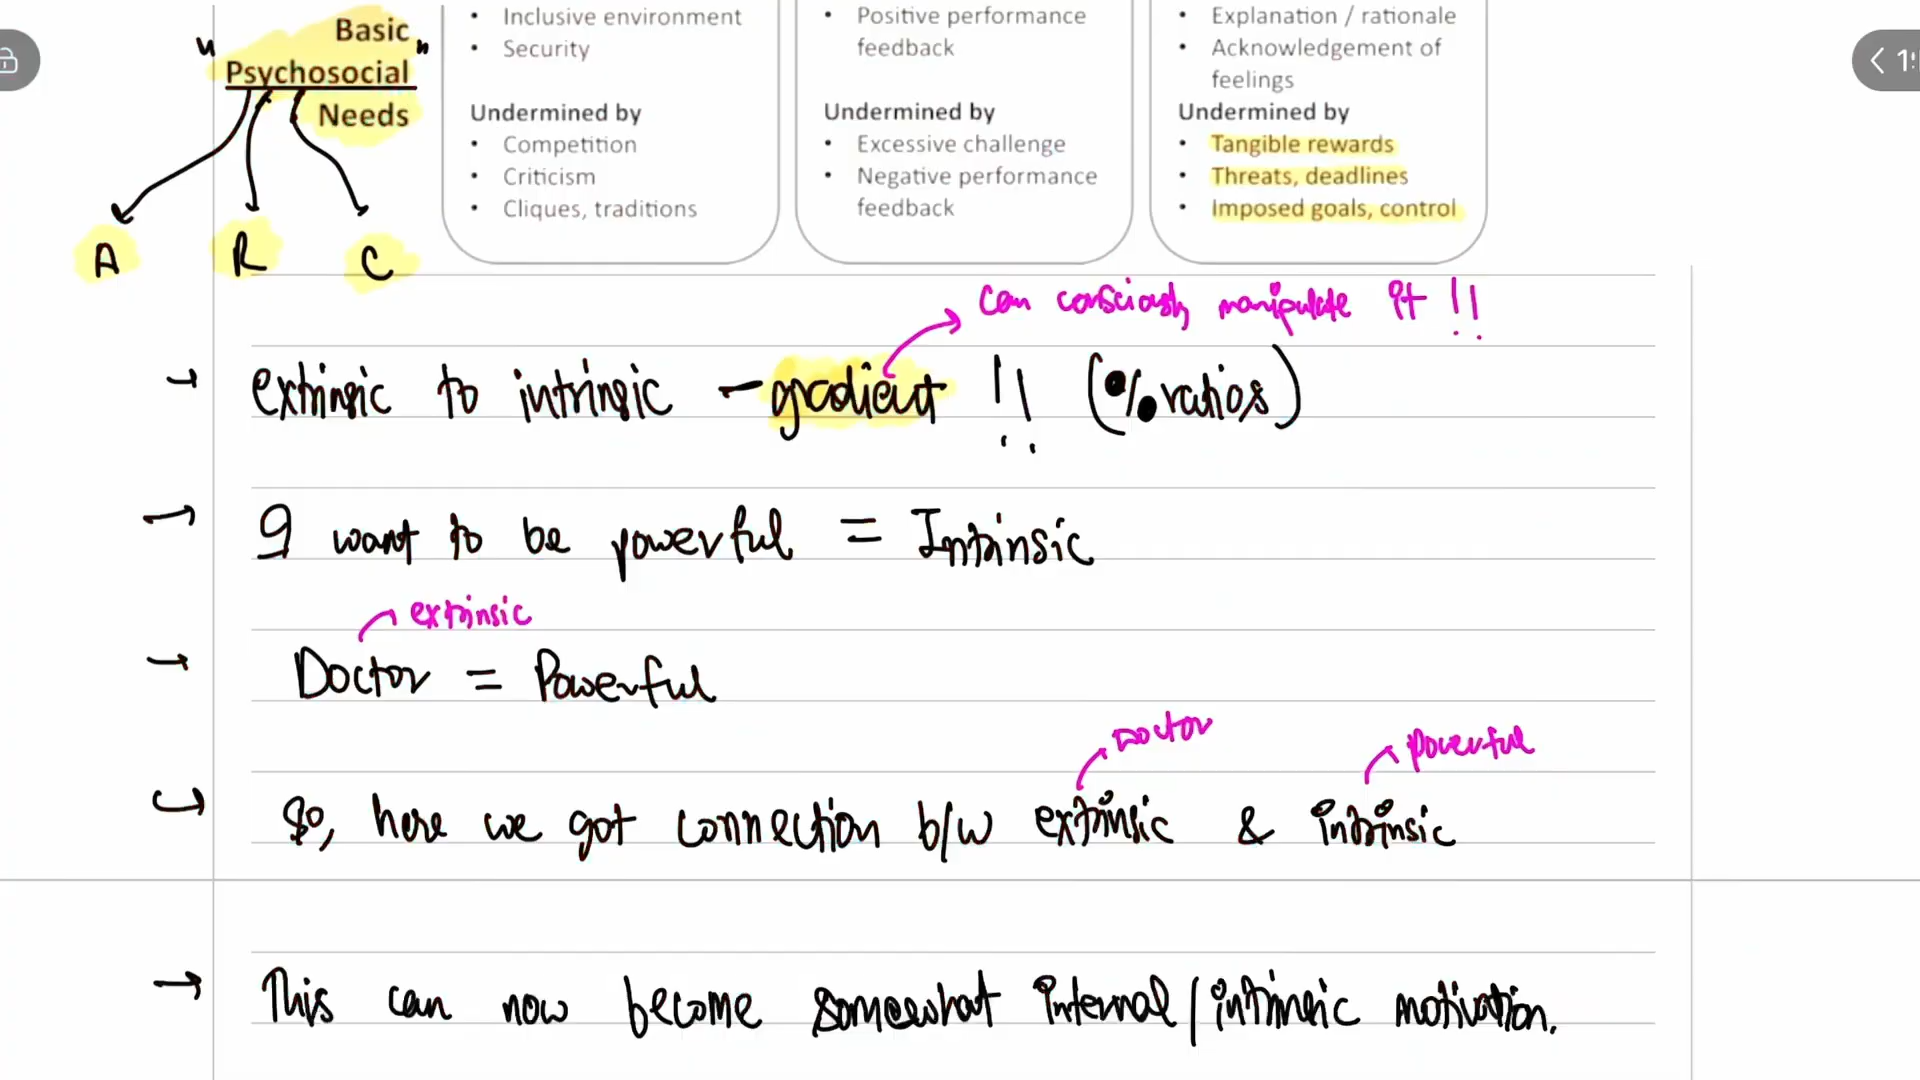 " Basic
Psychosocial "
Needs
A R C
• Inclusive environment
• Security
Undermined by
• Competition
• Criticism
• Cliques, traditions
• Positive performance
feedback
Undermined by
• Excessive challenge
• Negative performance
feedback
• Explanation / rationale
• Acknowledgement of
feelings
Undermined by
• Tangible rewards
• Threats, deadlines
• Imposed goals, control
can consciously manipulate it !!
→ extrinsic to intrinsic - gradient !! (% ratios)
→ I want to be powerful = Intrinsic
extrinsic
→ Doctor = Powerful
Doctor powerful
↪ So, here we got connection b/w extrinsic & intrinsic
→ This can now become somewhat internal/intrinsic motivation.